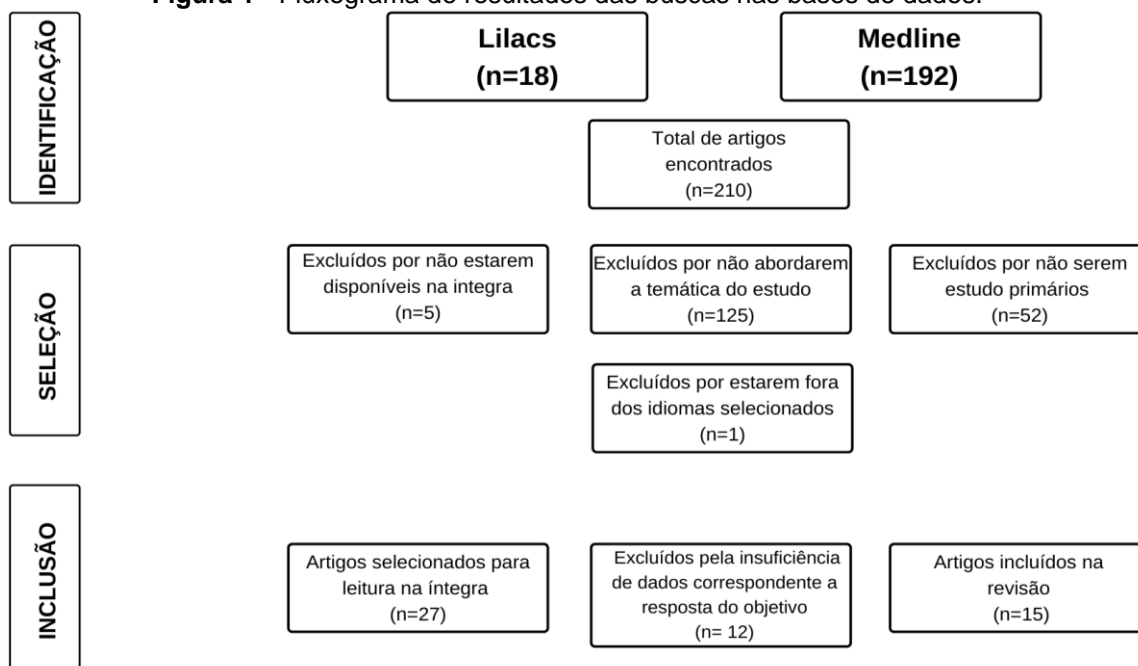 Figura 1 - Fluxograma de resultados das buscas nas bases de dados.
IDENTIFICAÇÃO
Lilacs
(n=18)
Medline
(n=192)
Total de artigos
encontrados
(n=210)
SELEÇÃO
Excluídos por não estarem
disponíveis na integra
(n=5)
Excluídos por não abordarem
a temática do estudo
(n=125)
Excluídos por não serem
estudo primários
(n=52)
Excluídos por estarem fora
dos idiomas selecionados
(n=1)
INCLUSÃO
Artigos selecionados para
leitura na íntegra
(n=27)
Excluídos pela insuficiência
de dados correspondente a
resposta do objetivo
(n= 12)
Artigos incluídos na
revisão
(n=15)